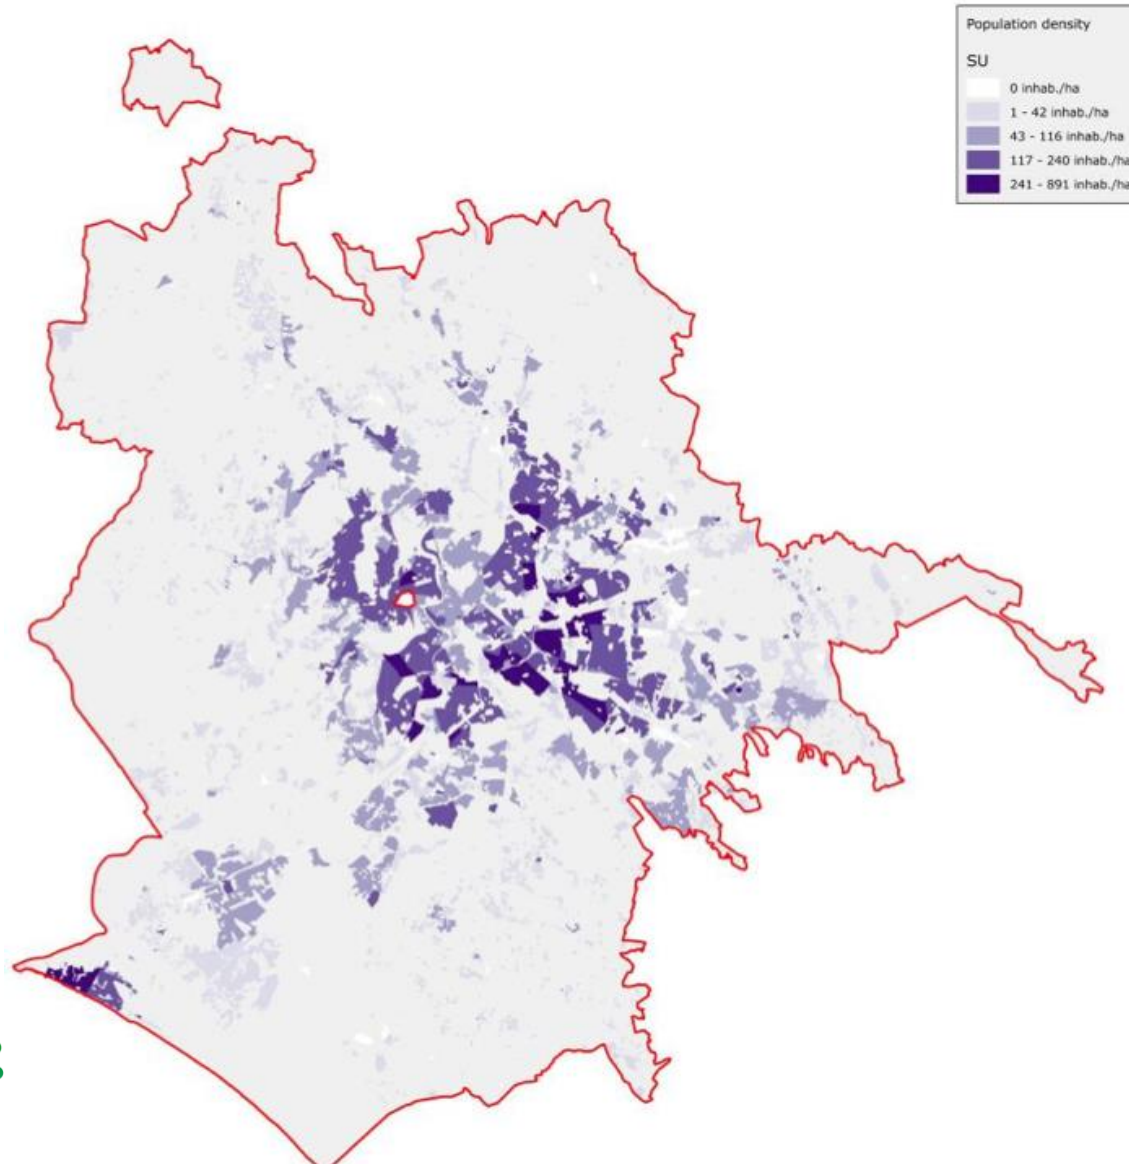 Population density
SU
0 inhab./ha
1 - 42 inhab./ha
43 - 116 inhab./ha
117 - 240 inhab./ha
241 - 891 inhab./ha